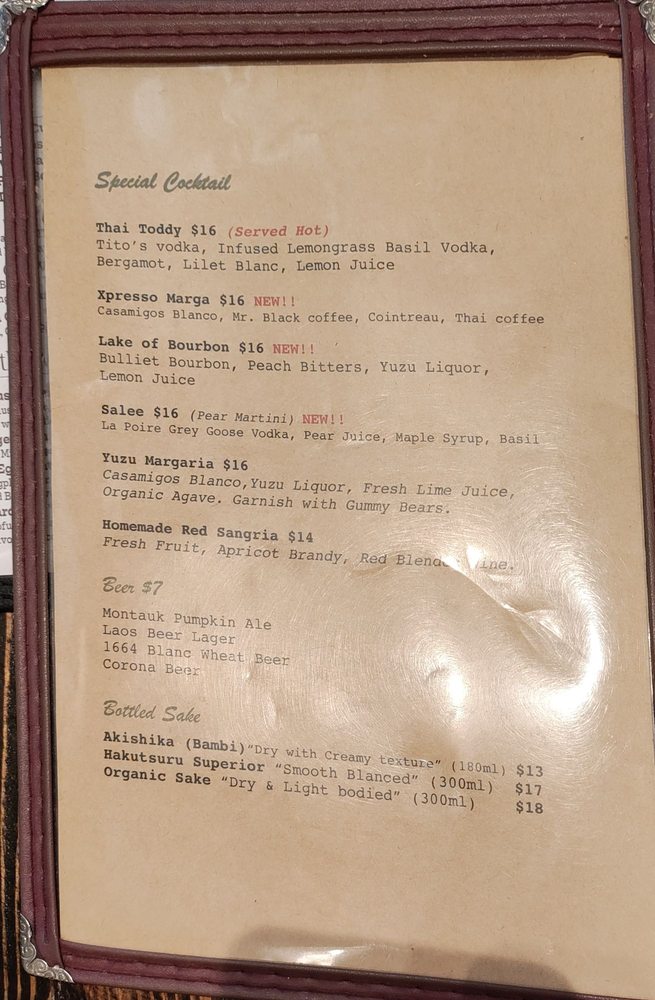 Special Cocktail
Thai Toddy $16 (Served Hot)
Tito's vodka, Infused Lemongrass Basil Vodka,
Bergamot, Lilet Blanc, Lemon Juice
Xpresso Marga $16 NEW!!
Casamigos Blanco, Mr. Black coffee, Cointreau, Thai coffee
Lake of Bourbon $16 NEW!!
Bulliet Bourbon, Peach Bitters, Yuzu Liquor,
Lemon Juice
Salee $16 (Pear Martini) NEW!!
La Poire Grey Goose Vodka, Pear Juice, Maple Syrup, Basil
Yuzu Margaria $16
Casamigos Blanco,Yuzu Liquor, Fresh Lime Juice,
Organic Agave. Garnish with Gummy Bears.
Homemade Red Sangria $14
Fresh Fruit, Apricot Brandy, Red
Beer $7
Montauk Pumpkin Ale
Laos Beer Lager
1664 Blanc Wheat Beer
Corona Beer
Bottled Sake
Akishika (Bambi)"Dry with Creamy texture" (180ml) $13
Hakutsuru Superior "Smooth Blanced" (300ml) $17
Organic Sake "Dry & Light bodied" (300ml) $18